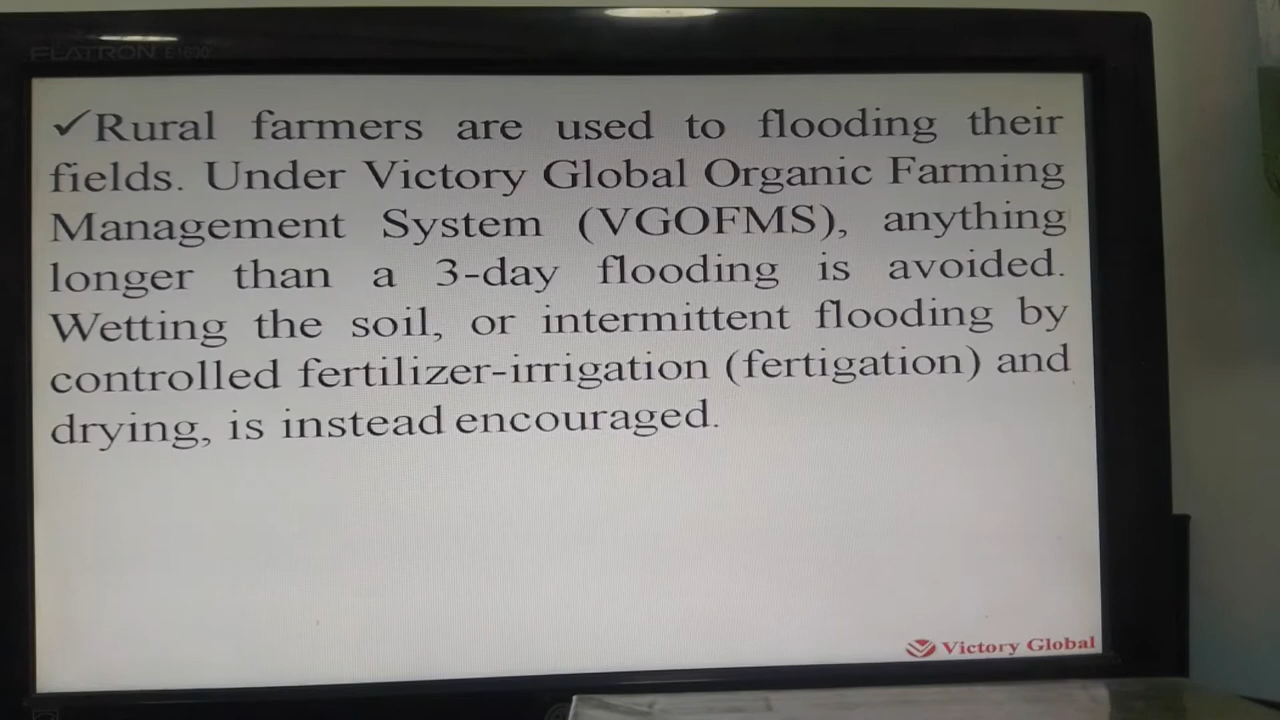 FLATRON E1890
✓Rural farmers are used to flooding their
fields. Under Victory Global Organic Farming
Management System (VGOFMS), anything
longer than a 3-day flooding is avoided.
Wetting the soil, or intermittent flooding by
controlled fertilizer-irrigation (fertigation) and
drying, is instead encouraged.
Victory Global